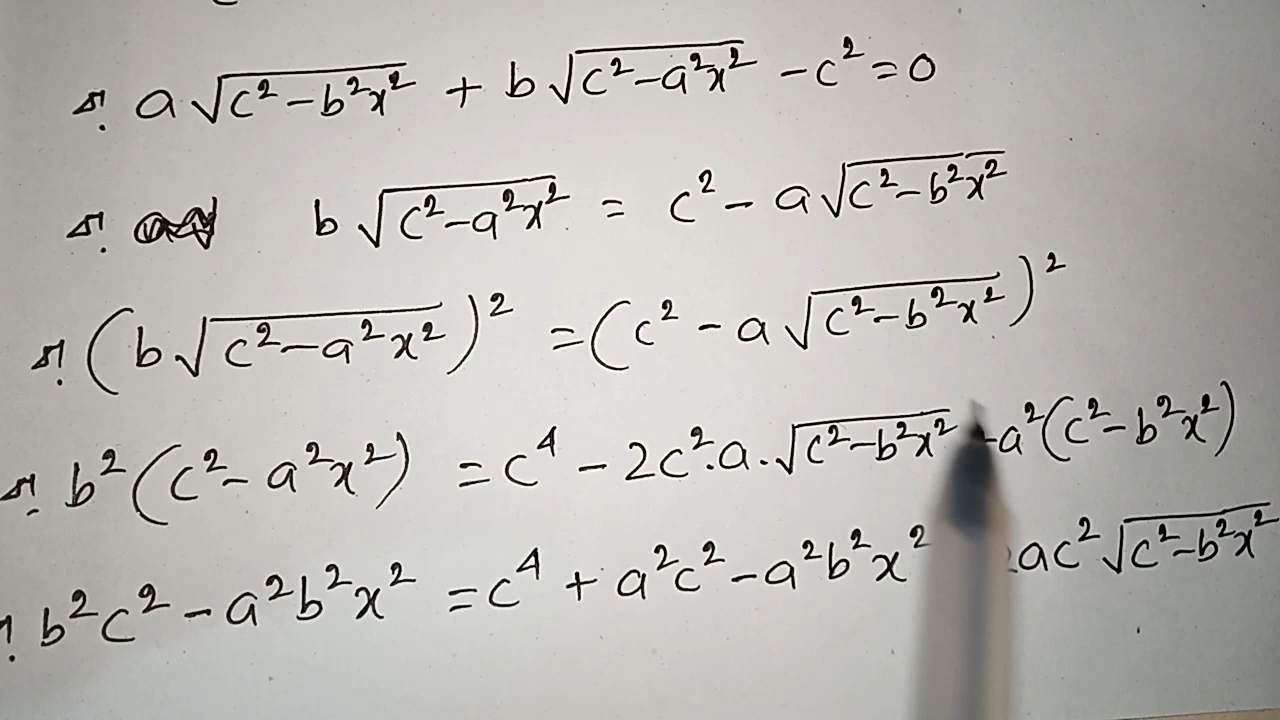 या. a√(c²-b²x²) + b√(c²-a²x²) - c² = 0
या. b√(c²-a²x²) = c² - a√(c²-b²x²)
या. (b√(c²-a²x²))² = (c² - a√(c²-b²x²))²
या. b²(c²-a²x²) = c⁴ - 2c².a.√(c²-b²x²) a²(c²-b²x²)
b²c² - a²b²x² = c⁴ + a²c² - a²b²x² ac²√(c²-b²x²)